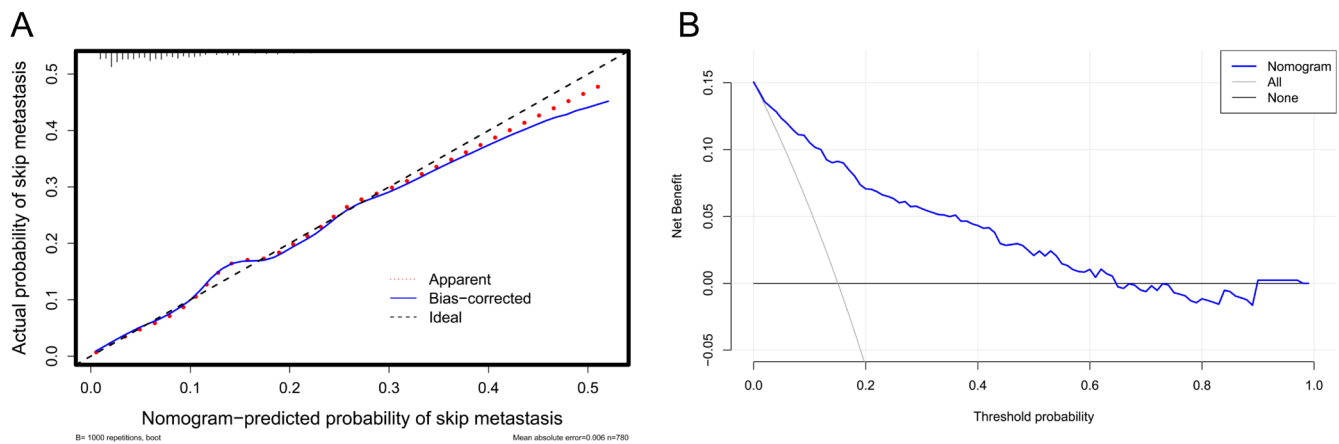 A
Actual probability of skip metastasis
0.5
0.4
0.3
0.2
0.1
0.0
Apparent
Bias−corrected
Ideal
0.0 0.1 0.2 0.3 0.4 0.5
Nomogram−predicted probability of skip metastasis
B= 1000 repetitions, boot Mean absolute error=0.006 n=780
B
Net Benefit
0.15
0.10
0.05
0.00
−0.05
Nomogram
All
None
0.0 0.2 0.4 0.6 0.8 1.0
Threshold probability